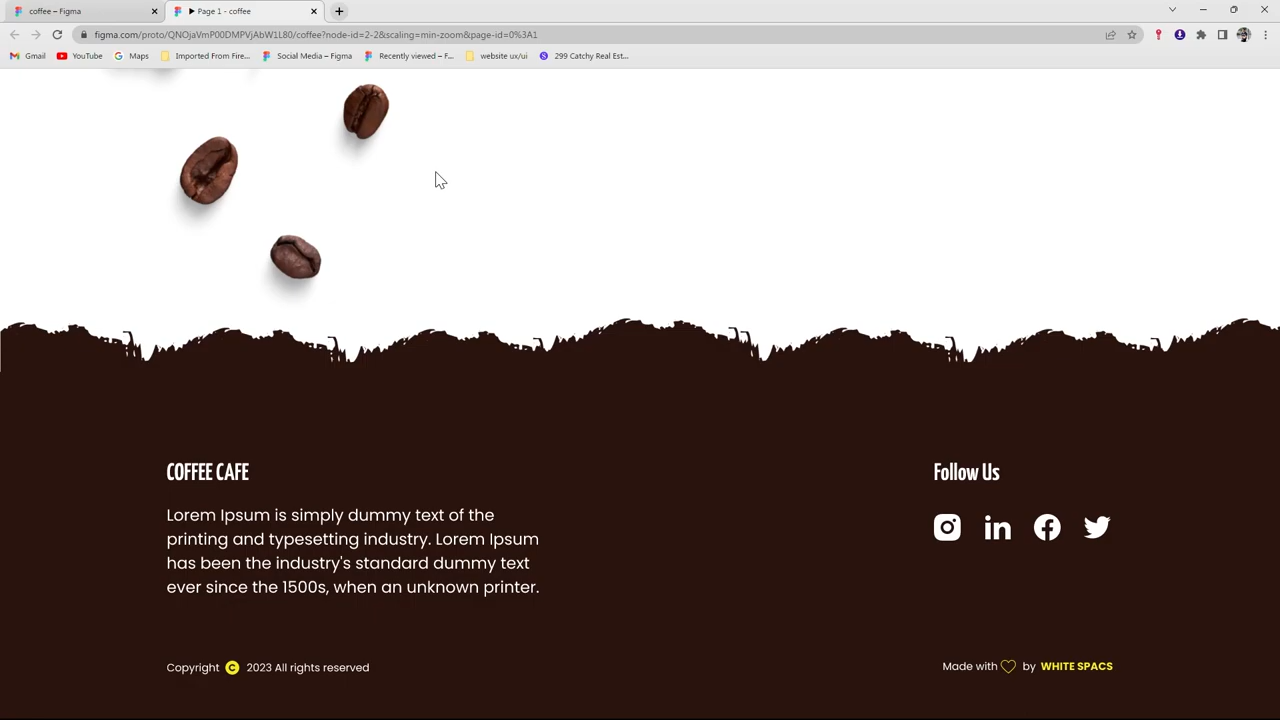 coffee – Figma
Page 1 - coffee
figma.com/proto/QNOjaVmP00DMPVjAbW1L80/coffee?node-id=2-2&scaling=min-zoom&page-id=0%3A1
Gmail
YouTube
Maps
Imported From Fire...
Social Media – Figma
Recently viewed – F...
website ux/ui
299 Catchy Real Est...
COFFEE CAFE
Follow Us
Lorem Ipsum is simply dummy text of the
printing and typesetting industry. Lorem Ipsum
has been the industry's standard dummy text
ever since the 1500s, when an unknown printer.
Copyright C 2023 All rights reserved
Made with by WHITE SPACS